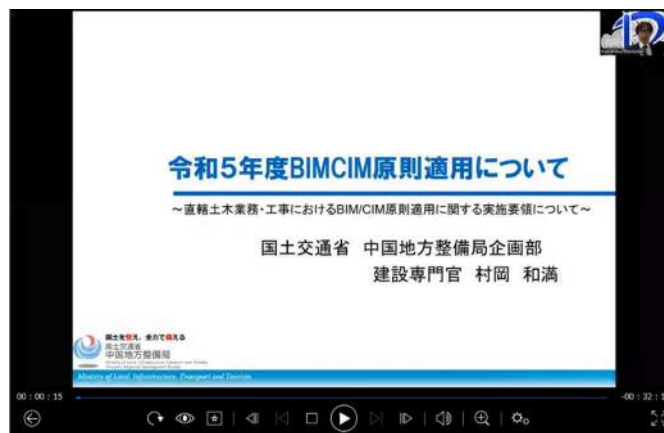 令和5年度BIMCIM原則適用について
～直轄土木業務・工事におけるBIM/CIM原則適用に関する実施要領について～
国土交通省 中国地方整備局企画部
建設専門官 村岡 和満
国土を整え、全力で備える
国土交通省
中国地方整備局
Ministry of Land, Infrastructure, Transport and Tourism
00:00:15